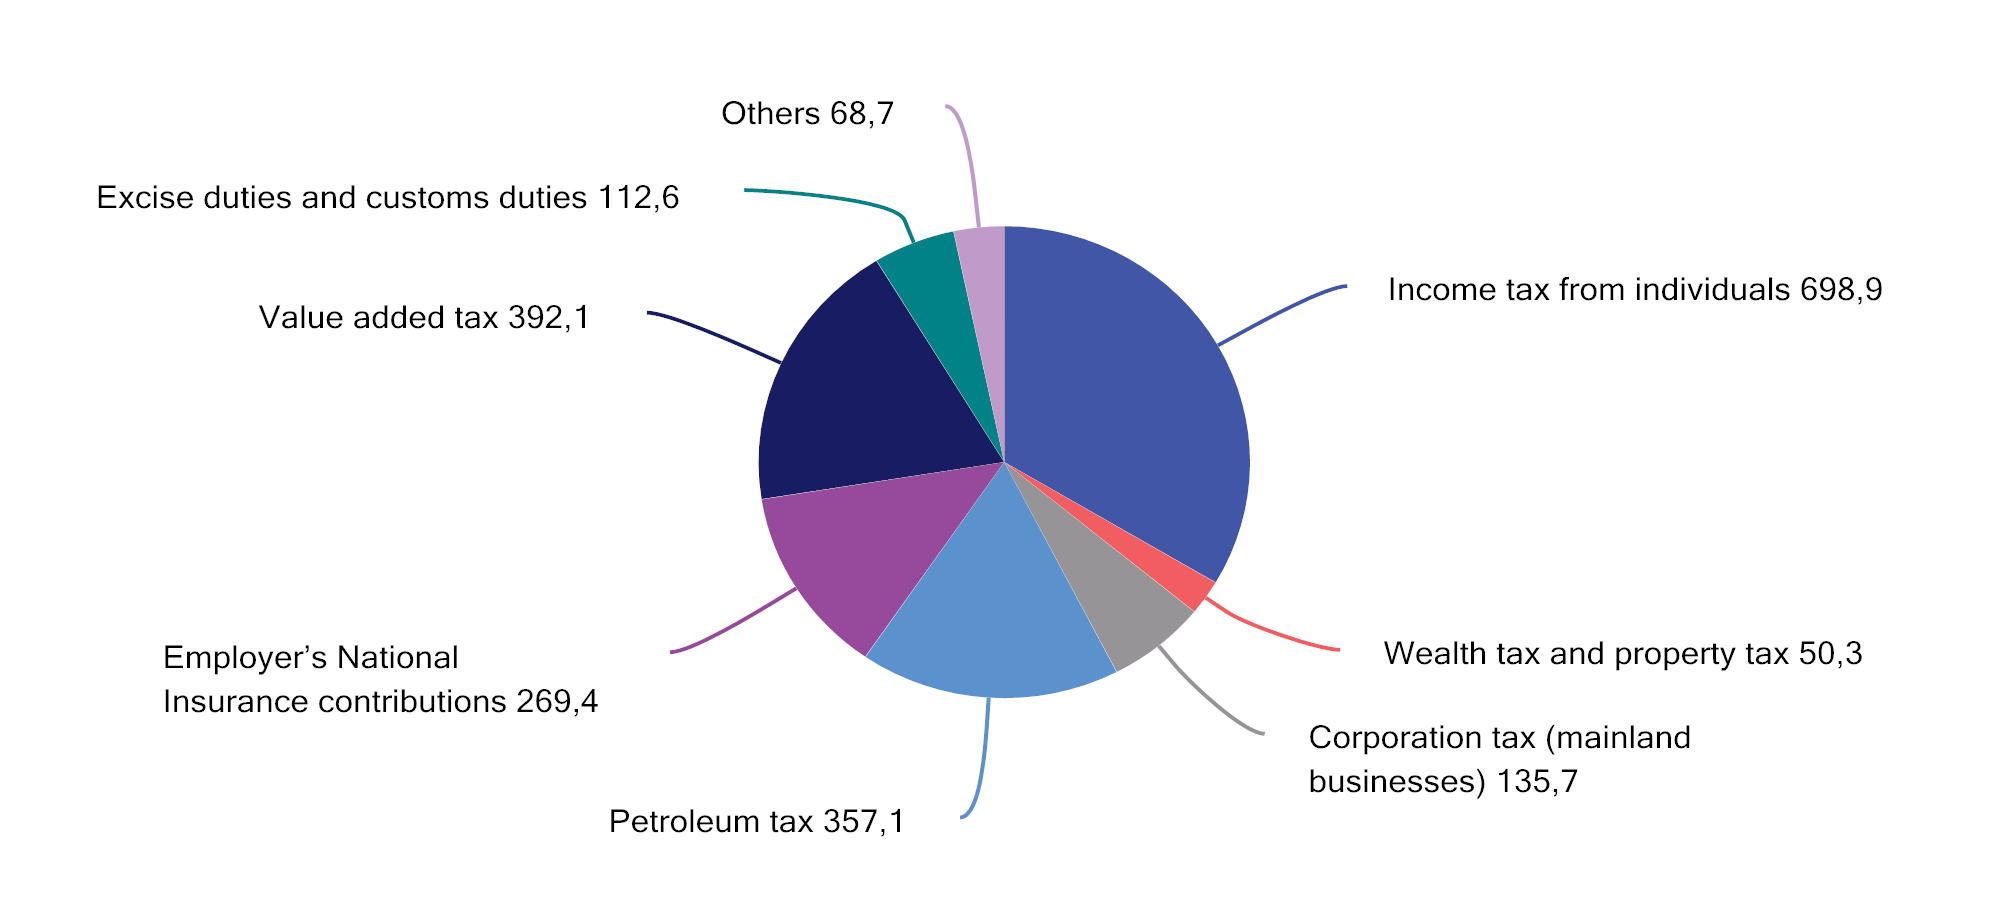 Others 68,7
Excise duties and customs duties 112,6
Value added tax 392,1
Income tax from individuals 698,9
Employer’s National
Insurance contributions 269,4
Wealth tax and property tax 50,3
Corporation tax (mainland
businesses) 135,7
Petroleum tax 357,1